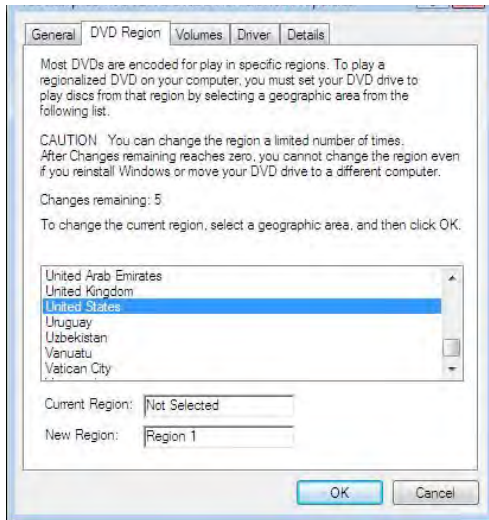 General
DVD Region
Volumes
Driver
Details
Most DVDs are encoded for play in specific regions. To play a
regionalized DVD on your computer, you must set your DVD drive to
play discs from that region by selecting a geographic area from the
following list.
CAUTION   You can change the region a limited number of times.
After Changes remaining reaches zero, you cannot change the region even
if you reinstall Windows or move your DVD drive to a different computer.
Changes remaining: 5
To change the current region, select a geographic area, and then click OK.
United Arab Emirates
United Kingdom
United States
Uruguay
Uzbekistan
Vanuatu
Vatican City
Current Region: Not Selected
New Region: Region 1
OK
Cancel